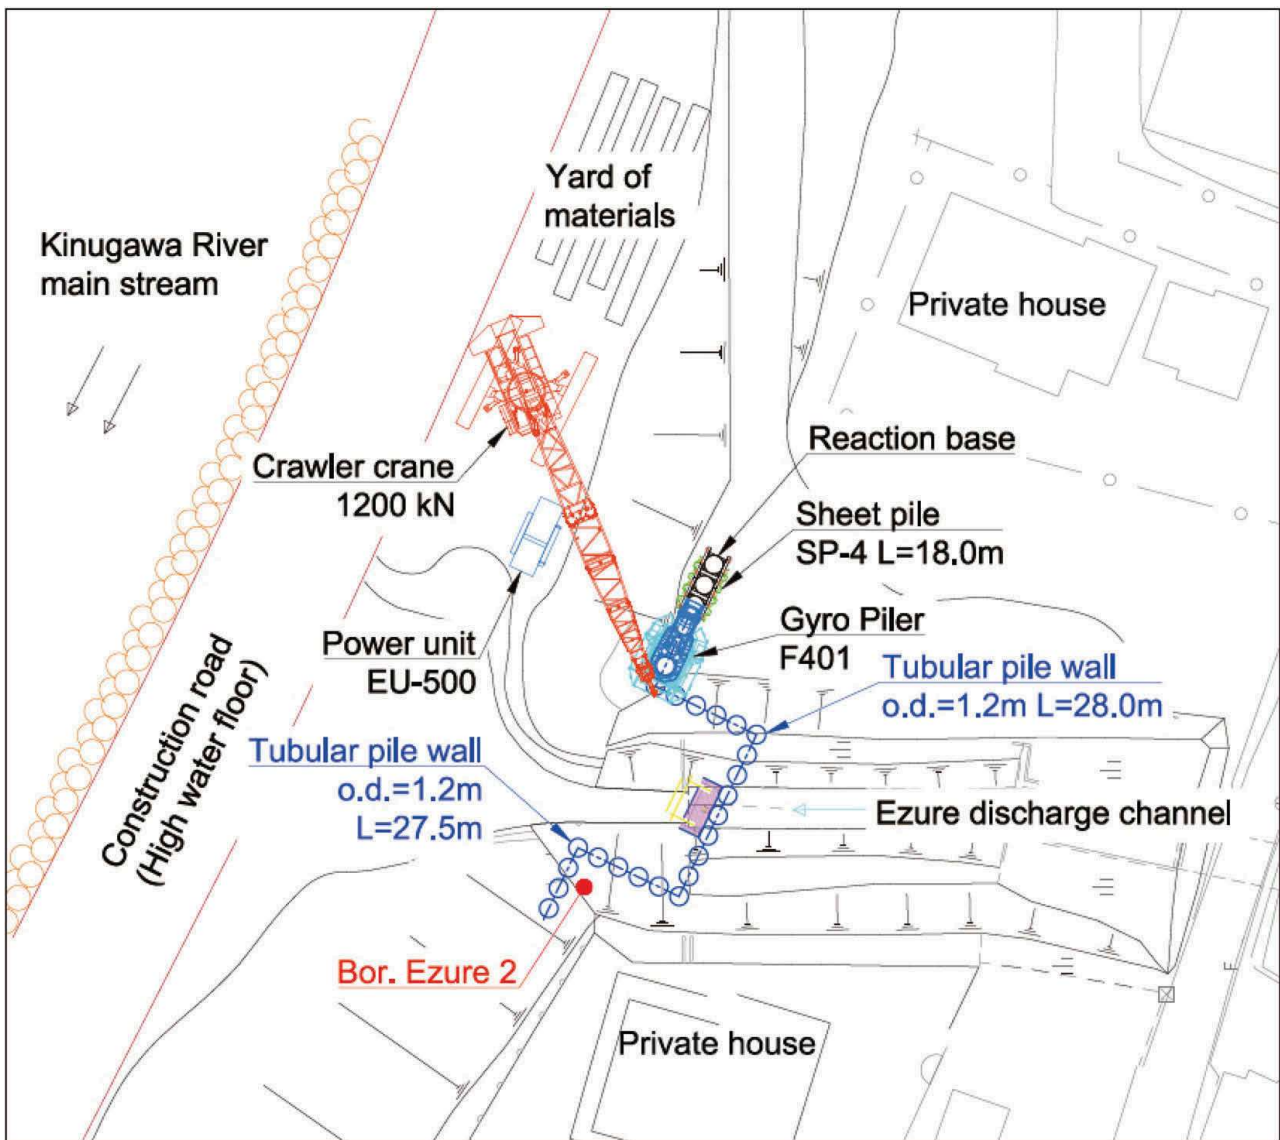 Yard of
materials
Kinugawa River
main stream
Private house
Reaction base
Crawler crane
1200 kN
Sheet pile
SP-4 L=18.0m
Gyro Piler
F401
Power unit
EU-500
Tubular pile wall
o.d.=1.2m L=28.0m
Construction road
(High water floor)
Tubular pile wall
o.d.=1.2m
L=27.5m
Ezure discharge channel
Bor. Ezure 2
Private house